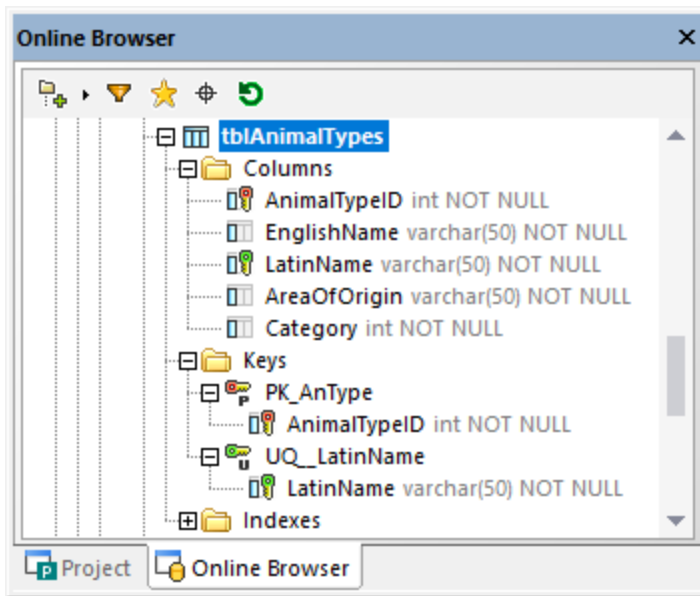 Online Browser
tblAnimalTypes
Columns
AnimalTypeID int NOT NULL
EnglishName varchar(50) NOT NULL
LatinName varchar(50) NOT NULL
AreaOfOrigin varchar(50) NOT NULL
Category int NOT NULL
Keys
PK_AnType
AnimalTypeID int NOT NULL
UQ__LatinName
LatinName varchar(50) NOT NULL
Indexes
Project Online Browser